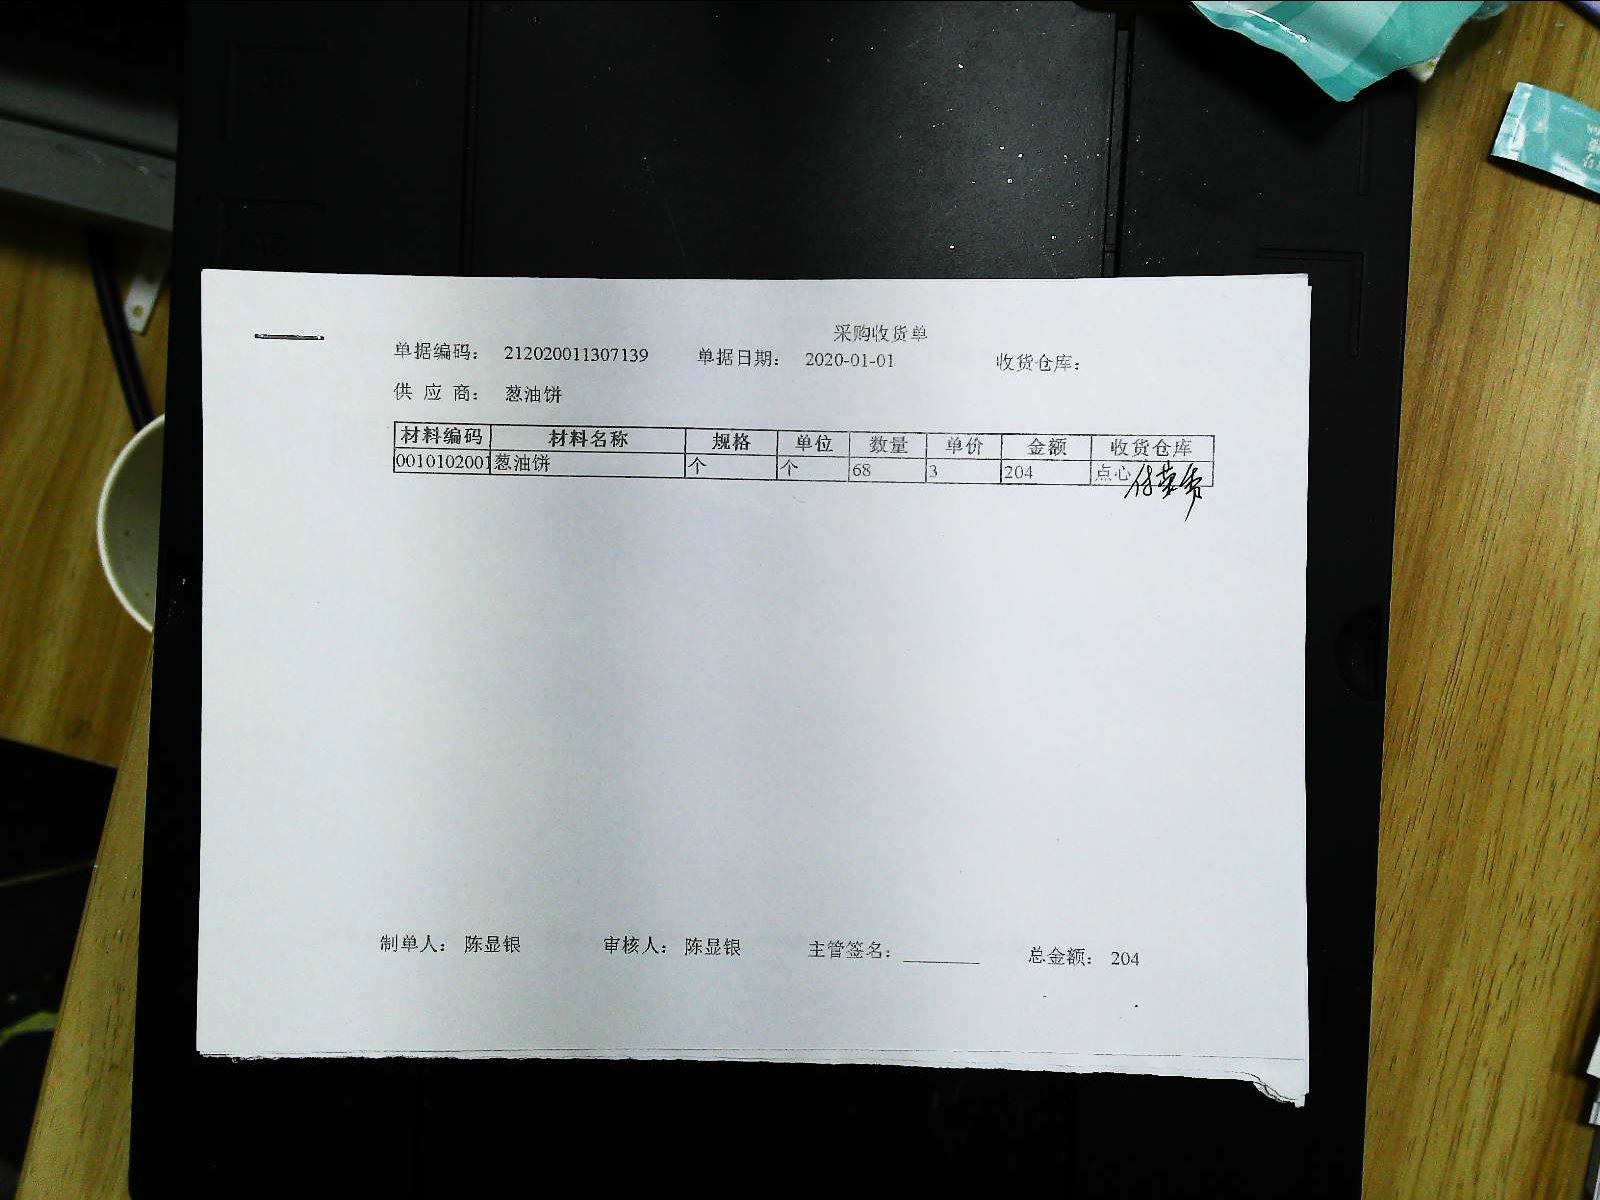 采购收货单
单据编码： 212020011307139 单据日期： 2020-01-01 收货仓库：
供 应 商： 葱油饼
材料编码 材料名称 规格 单位 数量 单价 金额 收货仓库
0010102001 葱油饼 个 个 68 3 204 点心
制单人： 陈显银 审核人： 陈显银 主管签名： 总金额： 204